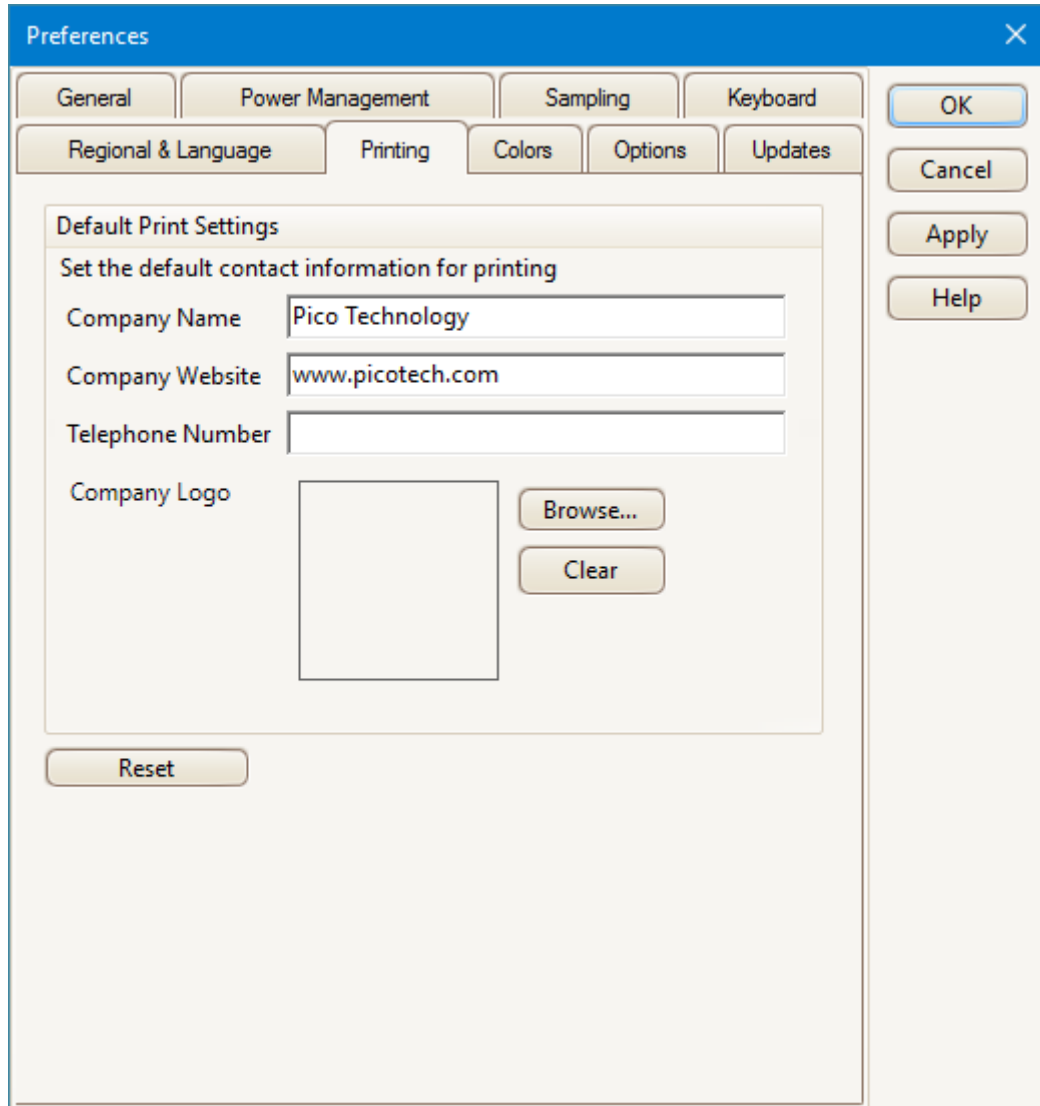 Preferences
General Power Management Sampling Keyboard
Regional & Language Printing Colors Options Updates
OK
Cancel
Apply
Help
Default Print Settings
Set the default contact information for printing
Company Name Pico Technology
Company Website www.picotech.com
Telephone Number
Company Logo
Browse...
Clear
Reset